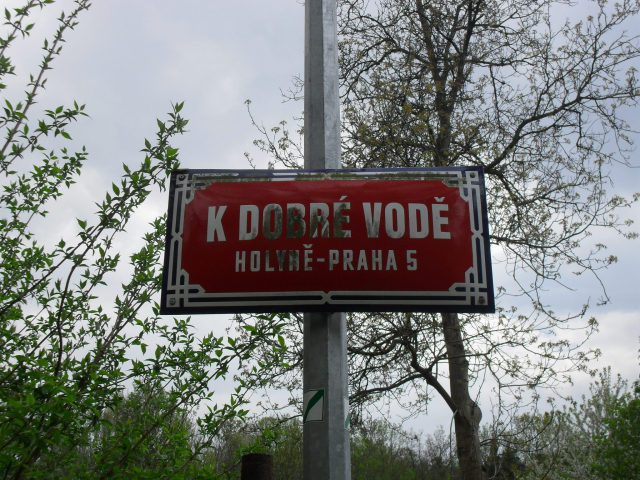 K DOBRÉ VODĚ
HOLYNĚ-PRAHA 5